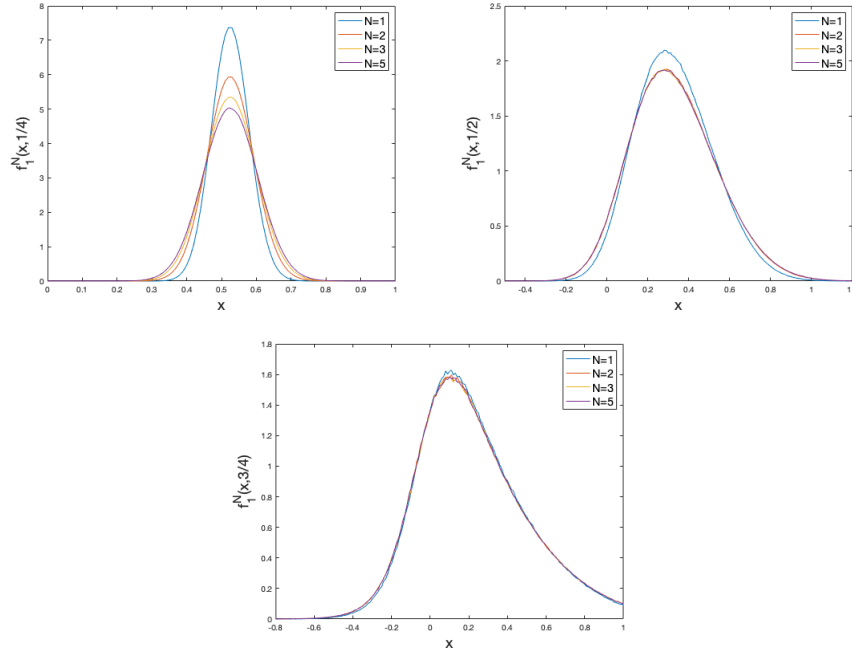 8
7
6
5
4
3
2
1
0
f₁ᴺ(x,1/4)
0 0.1 0.2 0.3 0.4 0.5 0.6 0.7 0.8 0.9 1
x
N=1
N=2
N=3
N=5
2.5
2
1.5
1
0.5
0
f₁ᴺ(x,1/2)
-0.4 -0.2 0 0.2 0.4 0.6 0.8 1 1.2
x
N=1
N=2
N=3
N=5
1.8
1.6
1.4
1.2
1
0.8
0.6
0.4
0.2
0
f₁ᴺ(x,3/4)
-0.8 -0.6 -0.4 -0.2 0 0.2 0.4 0.6 0.8 1
x
N=1
N=2
N=3
N=5